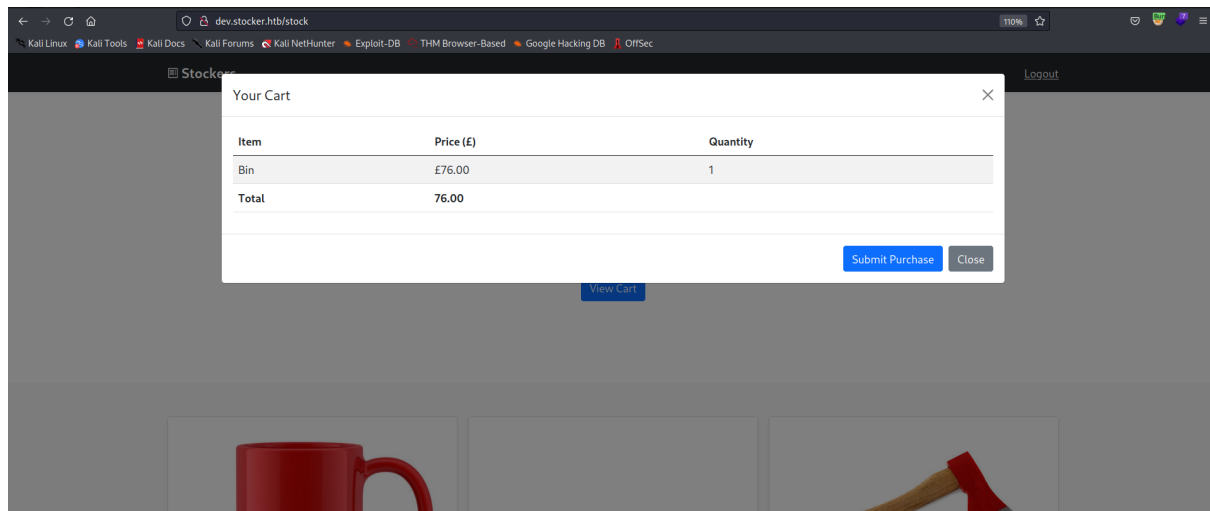 dev.stocker.htb/stock 110%
Kali Linux Kali Tools Kali Docs Kali Forums Kali NetHunter Exploit-DB THM Browser-Based Google Hacking DB OffSec
Logout
Your Cart
Item Price (£) Quantity
Bin £76.00 1
Total 76.00
Submit Purchase Close
View Cart